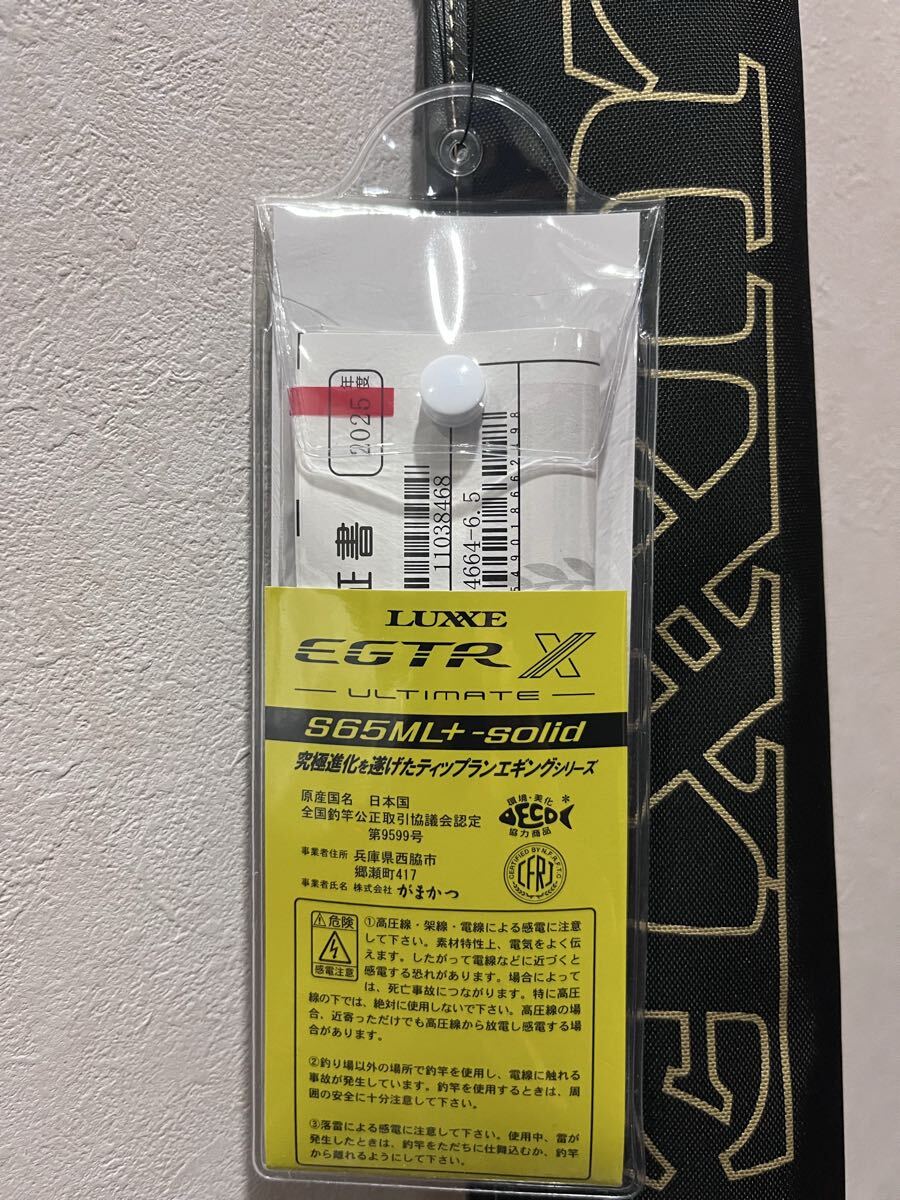 2025
年度
証書
11038468
4664-6.5
LUXXE
EGTR X
ULTIMATE
S65ML+-solid
究極進化を遂げたティップランエギングシリーズ
原産国名 日本国
全国釣竿公正取引協議会認定
第9599号
事業者住所 兵庫県西脇市
郷瀬町417
事業者氏名 株式会社 がまかつ
環境・美化
ECO
協力商品
CERTIFIED BY N.F.R.F.T.C
CFRJ
危険
感電注意
①高圧線・架線・電線による感電に注意
して下さい。素材特性上、電気をよく伝
えます。したがって電線などに近づくと
感電する恐れがあります。場合によって
は、死亡事故につながります。特に高圧
線の下では、絶対に使用しないで下さい。高圧線の場
合、近寄っただけでも高圧線から放電し感電する場
合があります。
②釣り場以外の場所で釣竿を使用し、電線に触れる
事故が発生しています。釣竿を使用するときは、周
囲の安全に十分注意して下さい。
③落雷による感電に注意して下さい。使用中、雷が
発生したときは、釣竿をただちに仕舞込むか、釣竿
から離れるようにして下さい。